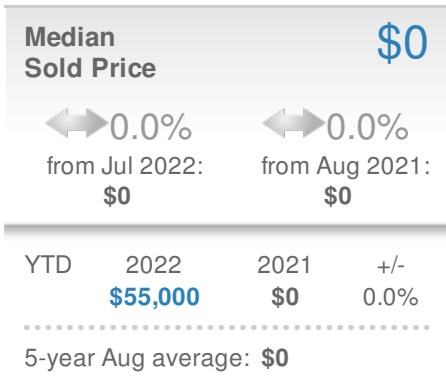 Median $0
Sold Price
0.0% 0.0%
from Jul 2022: from Aug 2021:
$0 $0
YTD 2022 2021 +/-
$55,000 $0 0.0%
5-year Aug average: $0